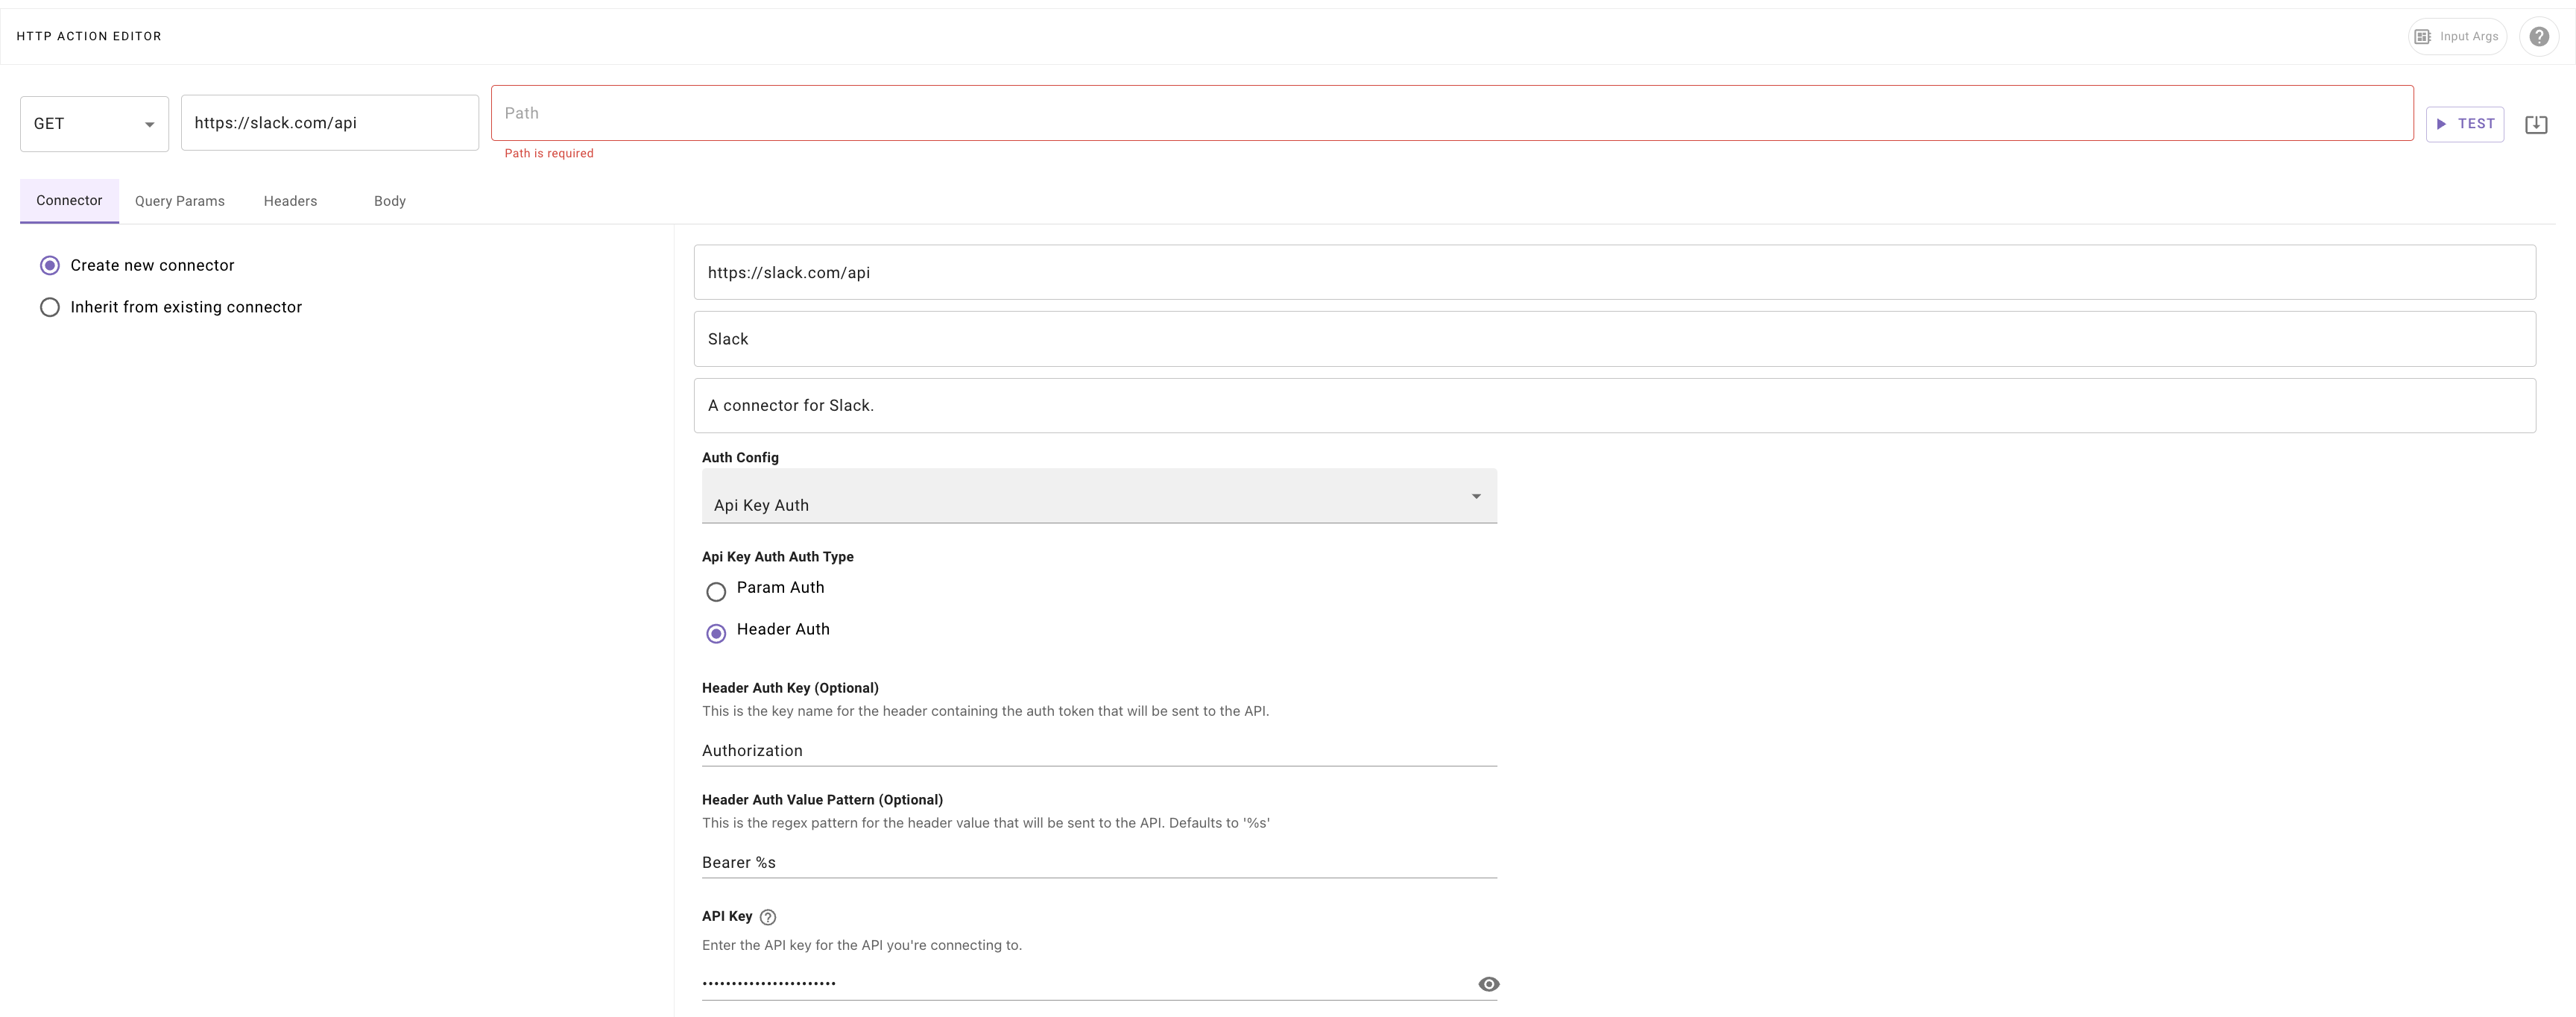 HTTP ACTION EDITOR
Input Args
GET
https://slack.com/api
Path
TEST
Path is required
Connector
Query Params
Headers
Body
Create new connector
Inherit from existing connector
https://slack.com/api
Slack
A connector for Slack.
Auth Config
Api Key Auth
Api Key Auth Auth Type
Param Auth
Header Auth
Header Auth Key (Optional)
This is the key name for the header containing the auth token that will be sent to the API.
Authorization
Header Auth Value Pattern (Optional)
This is the regex pattern for the header value that will be sent to the API. Defaults to '%s'
Bearer %s
API Key
Enter the API key for the API you're connecting to.